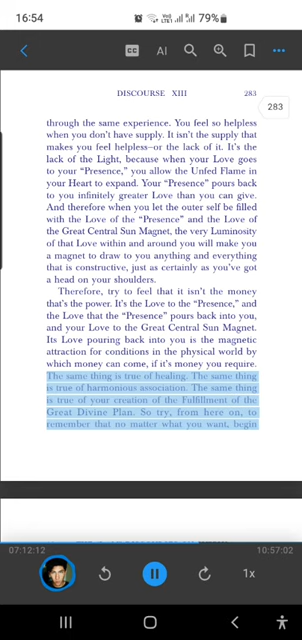 16:54
79%
CC
AI
DISCOURSE XIII 283
283
through the same experience. You feel so helpless
when you don't have supply. It isn't the supply that
makes you feel helpless–or the lack of it. It's the
lack of the Light, because when your Love goes
to your "Presence," you allow the Unfed Flame in
your Heart to expand. Your "Presence" pours back
to you infinitely greater Love than you can give.
And therefore when you let the outer self be filled
with the Love of the "Presence" and the Love of
the Great Central Sun Magnet, the very Luminosity
of that Love within and around you will make you
a magnet to draw to you anything and everything
that is constructive, just as certainly as you've got
a head on your shoulders.
Therefore, try to feel that it isn't the money
that's the power. It's the Love to the "Presence," and
the Love that the "Presence" pours back into you,
and your Love to the Great Central Sun Magnet.
Its Love pouring back into you is the magnetic
attraction for conditions in the physical world by
which money can come, if it's money you require.
The same thing is true of healing. The same thing
is true of harmonious association. The same thing
is true of your creation of the Fulfillment of the
Great Divine Plan. So try, from here on, to
remember that no matter what you want, begin
07:12:12
10:57:02
1x